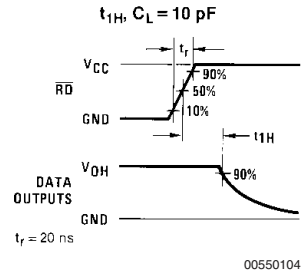 t1H, CL = 10 pF
tr
VCC
90%
RD
50%
10%
GND
t1H
VOH
90%
DATA
OUTPUTS
GND
tr = 20 ns
00550104